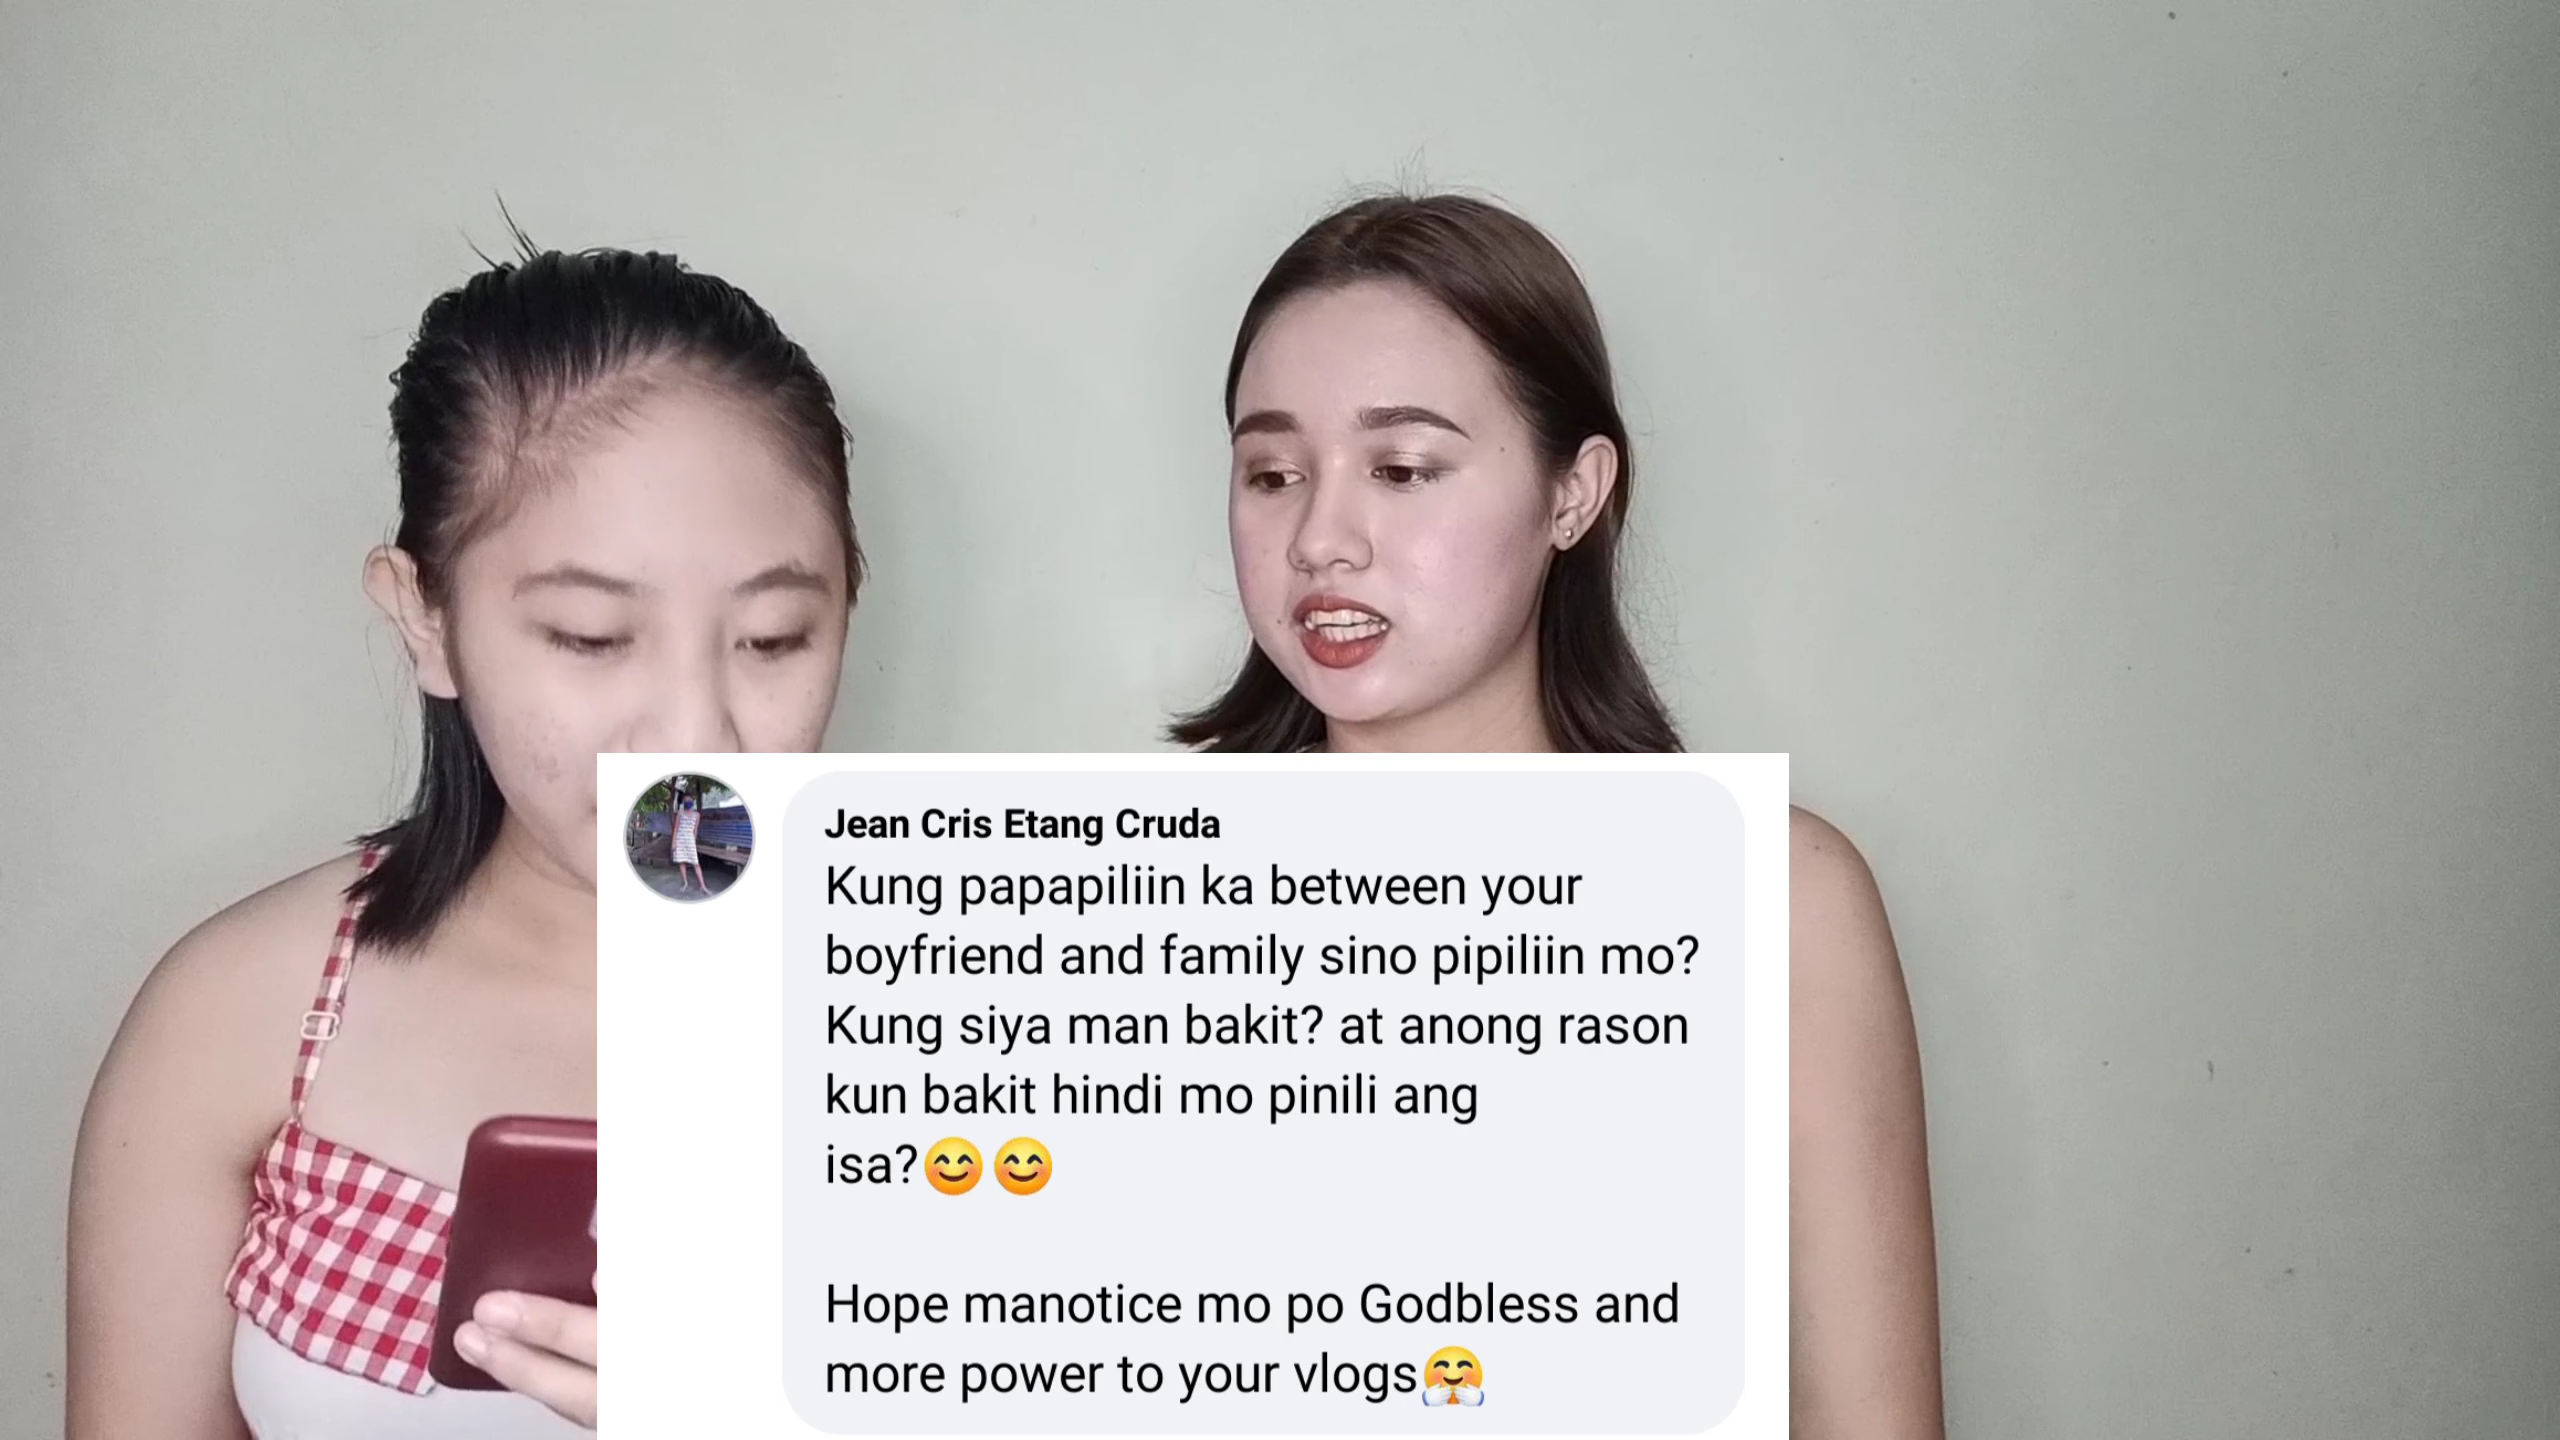 Jean Cris Etang Cruda
Kung papapiliin ka between your
boyfriend and family sino pipiliin mo?
Kung siya man bakit? at anong rason
kun bakit hindi mo pinili ang
isa?😊😊
Hope manotice mo po Godbless and
more power to your vlogs🤗